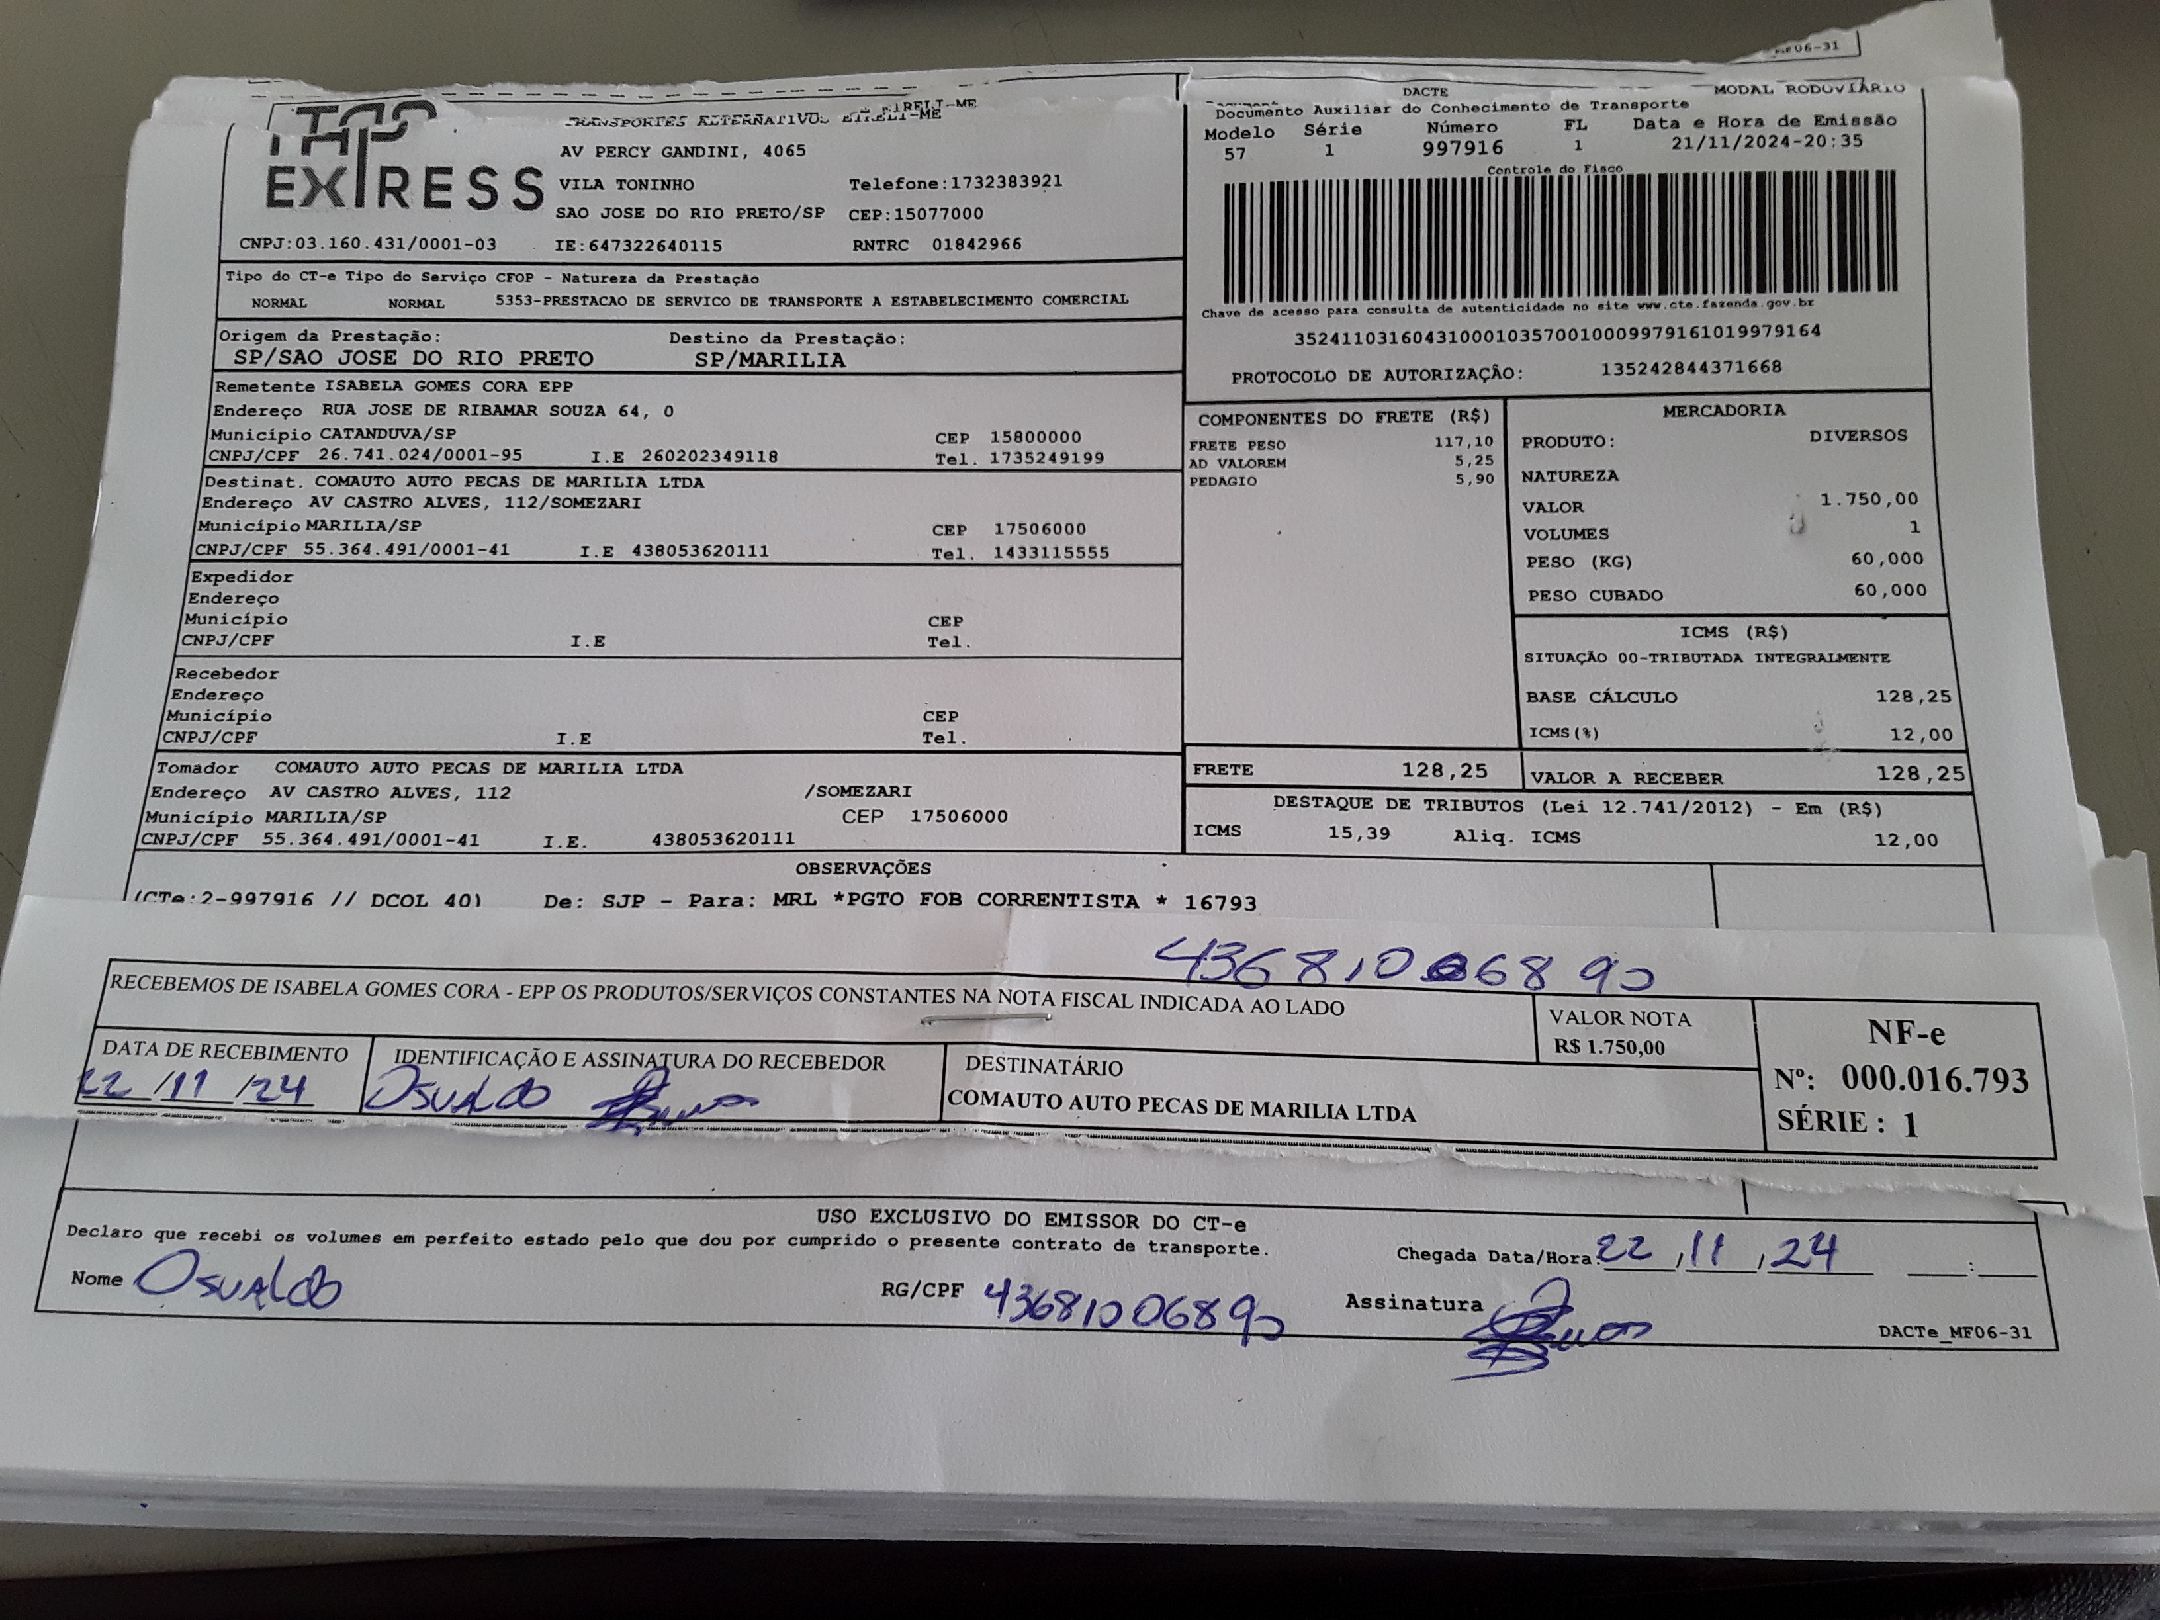 F06-31
TAP
EXPRESS
EIRELI-ME
TRANSPORTES ALTERNATIVOS EIRELI-ME
AV PERCY GANDINI, 4065
VILA TONINHO Telefone:1732383921
SAO JOSE DO RIO PRETO/SP CEP:15077000
CNPJ:03.160.431/0001-03 IE:647322640115 RNTRC 01842966
DACTE MODAL RODOVIÁRIO
Documento Auxiliar do Conhecimento de Transporte
Modelo Série Número FL Data e Hora de Emissão
57 1 997916 1 21/11/2024-20:35
Controle do Fisco
Chave de acesso para consulta de autenticidade no site www.cte.fazenda.gov.br
35241103160431000103570010009979161019979164
PROTOCOLO DE AUTORIZAÇÃO: 135242844371668
Tipo do CT-e Tipo do Serviço CFOP - Natureza da Prestação
NORMAL NORMAL 5353-PRESTACAO DE SERVICO DE TRANSPORTE A ESTABELECIMENTO COMERCIAL
Origem da Prestação: Destino da Prestação:
SP/SAO JOSE DO RIO PRETO SP/MARILIA
Remetente ISABELA GOMES CORA EPP
Endereço RUA JOSE DE RIBAMAR SOUZA 64, 0
Município CATANDUVA/SP CEP 15800000
CNPJ/CPF 26.741.024/0001-95 I.E 260202349118 Tel. 1735249199
Destinat. COMAUTO AUTO PECAS DE MARILIA LTDA
Endereço AV CASTRO ALVES, 112/SOMEZARI
Município MARILIA/SP CEP 17506000
CNPJ/CPF 55.364.491/0001-41 I.E 438053620111 Tel. 1433115555
Expedidor
Endereço
Município CEP
CNPJ/CPF I.E Tel.
Recebedor
Endereço
Município CEP
CNPJ/CPF I.E Tel.
Tomador COMAUTO AUTO PECAS DE MARILIA LTDA
Endereço AV CASTRO ALVES, 112 /SOMEZARI
Município MARILIA/SP CEP 17506000
CNPJ/CPF 55.364.491/0001-41 I.E. 438053620111
COMPONENTES DO FRETE (R$)
FRETE PESO 117,10
AD VALOREM 5,25
PEDAGIO 5,90
MERCADORIA
PRODUTO: DIVERSOS
NATUREZA
VALOR 1.750,00
VOLUMES 1
PESO (KG) 60,000
PESO CUBADO 60,000
ICMS (R$)
SITUAÇÃO 00-TRIBUTADA INTEGRALMENTE
BASE CÁLCULO 128,25
ICMS(%) 12,00
FRETE 128,25 VALOR A RECEBER 128,25
DESTAQUE DE TRIBUTOS (Lei 12.741/2012) - Em (R$)
ICMS 15,39 Aliq. ICMS 12,00
OBSERVAÇÕES
(CTe:2-997916 // DCOL 40) De: SJP - Para: MRL *PGTO FOB CORRENTISTA * 16793
43681006890
RECEBEMOS DE ISABELA GOMES CORA - EPP OS PRODUTOS/SERVIÇOS CONSTANTES NA NOTA FISCAL INDICADA AO LADO
VALOR NOTA
R$ 1.750,00
NF-e
Nº: 000.016.793
SÉRIE : 1
DATA DE RECEBIMENTO IDENTIFICAÇÃO E ASSINATURA DO RECEBEDOR DESTINATÁRIO
22/11/24 Osvaldo COMAUTO AUTO PECAS DE MARILIA LTDA
USO EXCLUSIVO DO EMISSOR DO CT-e
Declaro que recebi os volumes em perfeito estado pelo que dou por cumprido o presente contrato de transporte. Chegada Data/Hora: 22/11/24 __:__
Nome Osvaldo RG/CPF 43681006890 Assinatura
DACTe_MF06-31